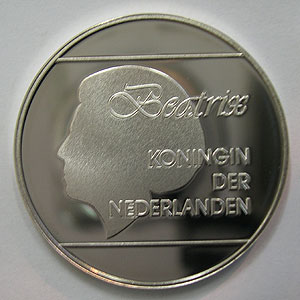 Beatrix
KONINGIN
DER
NEDERLANDEN